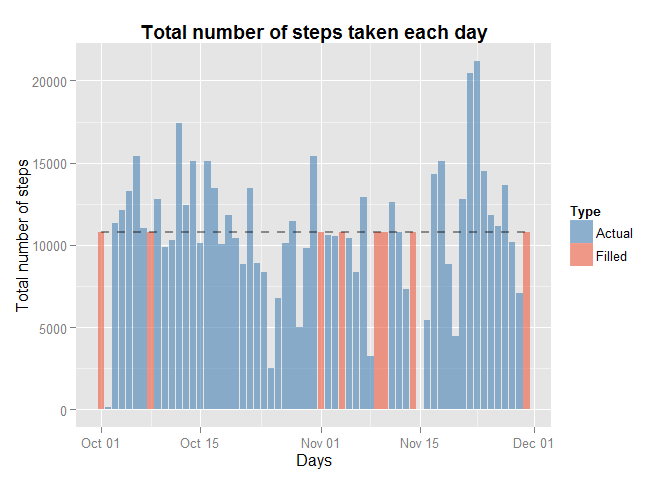 Total number of steps taken each day
Total number of steps
20000
15000
10000
5000
0
Oct 01 Oct 15 Nov 01 Nov 15 Dec 01
Days
Type
Actual
Filled